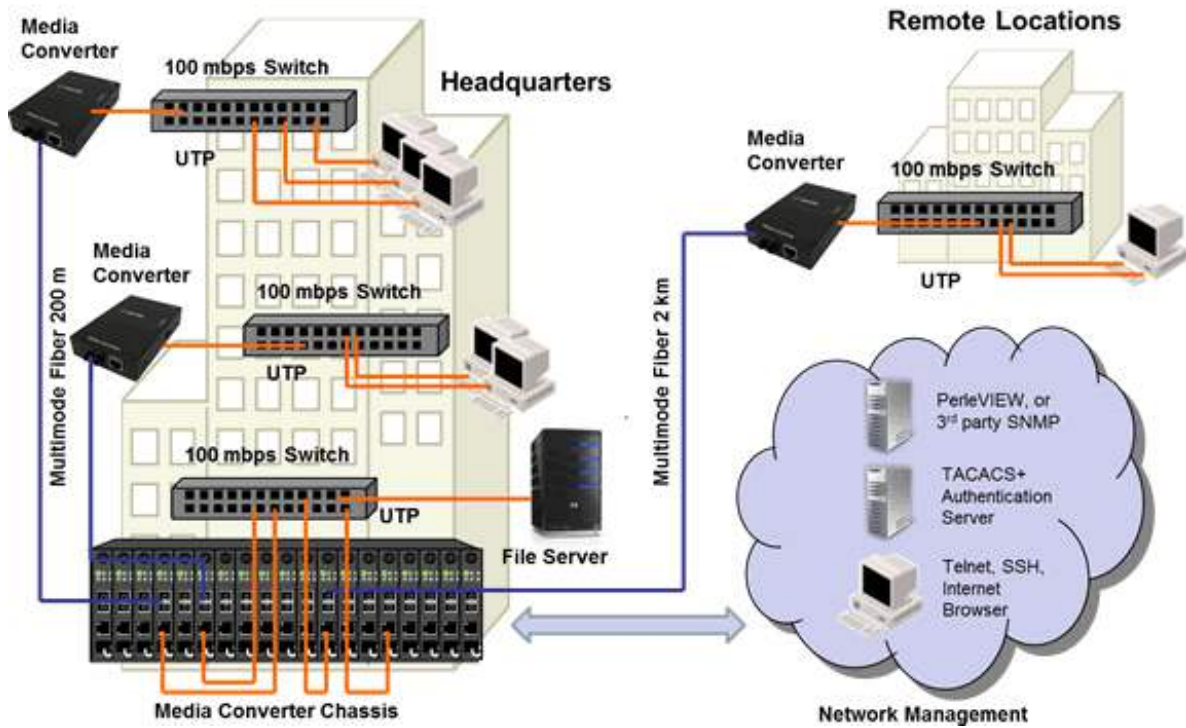 Media
Converter
100 mbps Switch
Headquarters
UTP
Media
Converter
100 mbps Switch
UTP
Multimode Fiber 200 m
100 mbps Switch
UTP
File Server
Media Converter Chassis
Remote Locations
Media
Converter
100 mbps Switch
UTP
Multimode Fiber 2 km
PerleVIEW, or
3rd party SNMP
TACACS+
Authentication
Server
Telnet, SSH,
Internet
Browser
Network Management